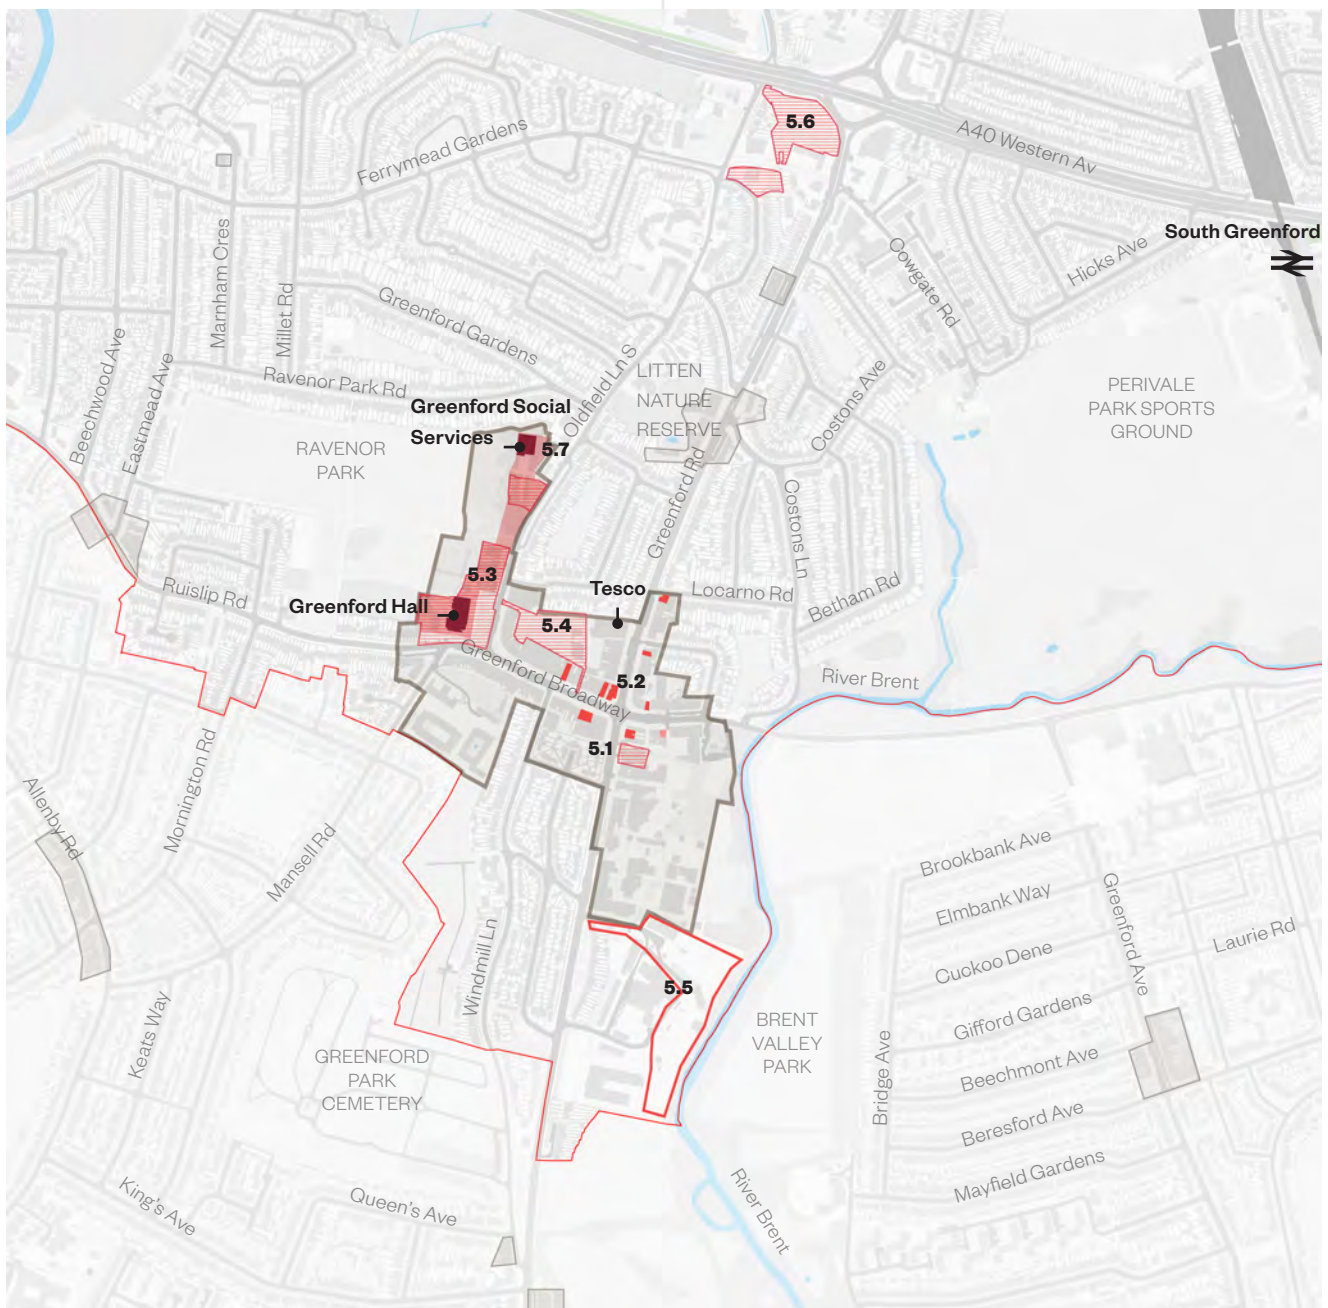 5.6
A40 Western Av
Ferrymead Gardens
South Greenford
Marnham Cres
Cowgate Rd
Hicks Ave
Millet Rd
Greenford Gardens
Beechwood Ave
Eastmead Ave
Ravenor Park Rd
Oldfield Ln S
LITTEN
NATURE
RESERVE
Costons Ave
PERIVALE
PARK SPORTS
GROUND
Greenford Social
Services
5.7
RAVENOR
PARK
Greenford Rd
Costons Ln
5.3
Ruislip Rd
Greenford Hall
Tesco
Locarno Rd
Betham Rd
5.4
Greenford Broadway
5.2
River Brent
5.1
Mornington Rd
Allenby Rd
Mansell Rd
Brookbank Ave
Elmbank Way
Greenford Ave
Laurie Rd
Cuckoo Dene
Windmill Ln
5.5
Gifford Gardens
Keats Way
BRENT
VALLEY
PARK
GREENFORD
PARK
CEMETERY
Bridge Ave
Beechmont Ave
Beresford Ave
Mayfield Gardens
King's Ave
Queen's Ave
River Brent